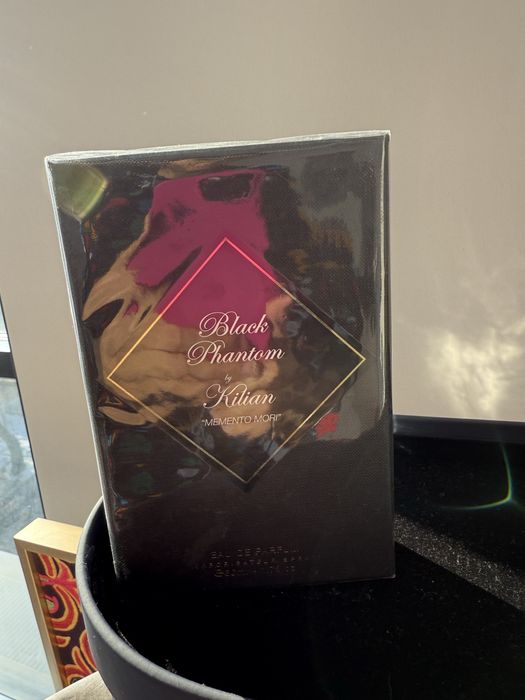 Black
Phantom
by
Kilian
"MEMENTO MORI"
EAU DE PARFUM